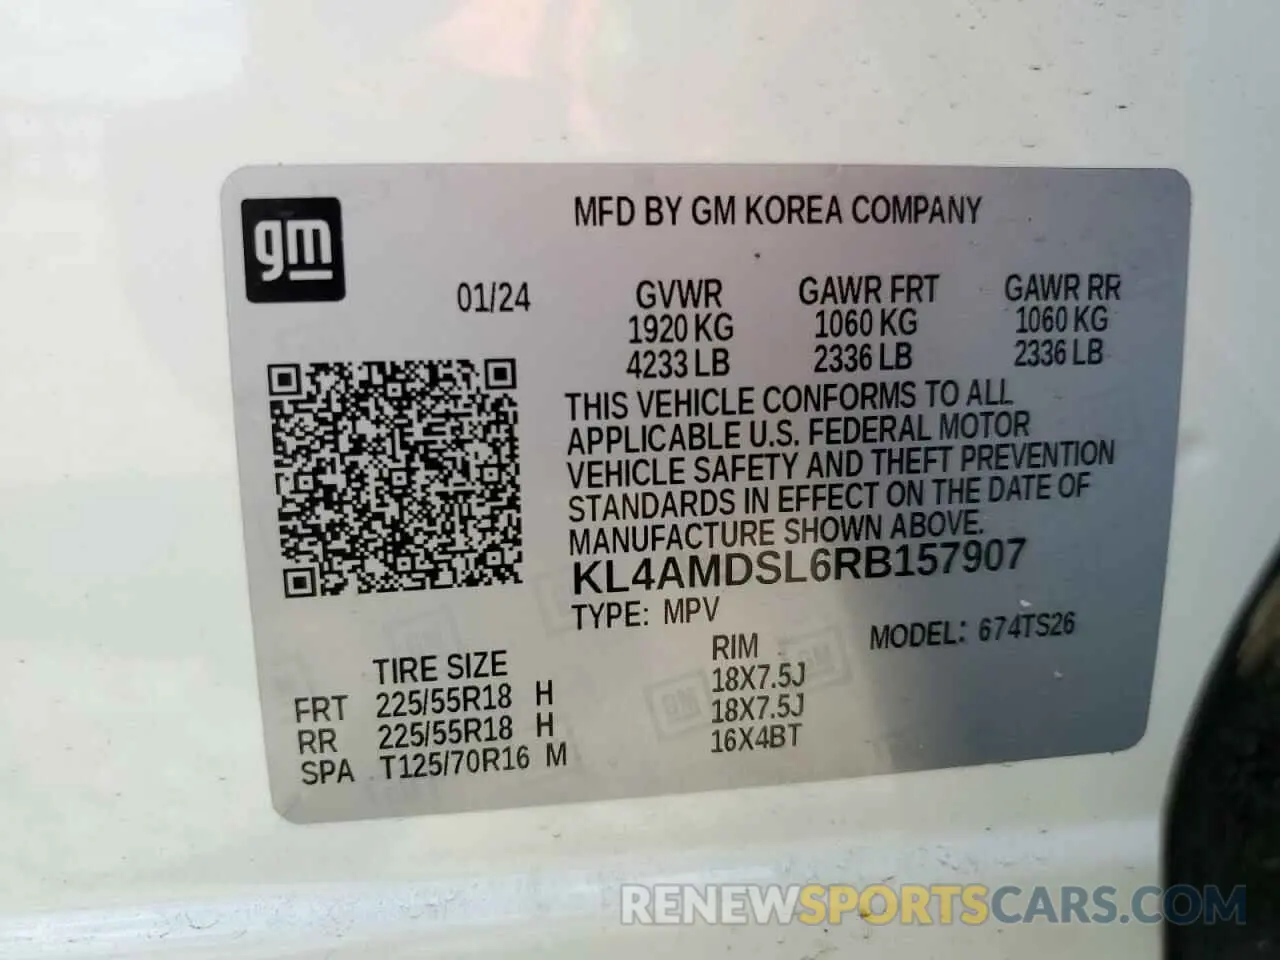 gm
MFD BY GM KOREA COMPANY
01/24
GVWR GAWR FRT GAWR RR
1920 KG 1060 KG 1060 KG
4233 LB 2336 LB 2336 LB
THIS VEHICLE CONFORMS TO ALL
APPLICABLE U.S. FEDERAL MOTOR
VEHICLE SAFETY AND THEFT PREVENTION
STANDARDS IN EFFECT ON THE DATE OF
MANUFACTURE SHOWN ABOVE.
KL4AMDSL6RB157907
TYPE: MPV MODEL: 674TS26
TIRE SIZE RIM
FRT 225/55R18 H 18X7.5J
RR 225/55R18 H 18X7.5J
SPA T125/70R16 M 16X4BT
RENEWSPORTSCARS.COM